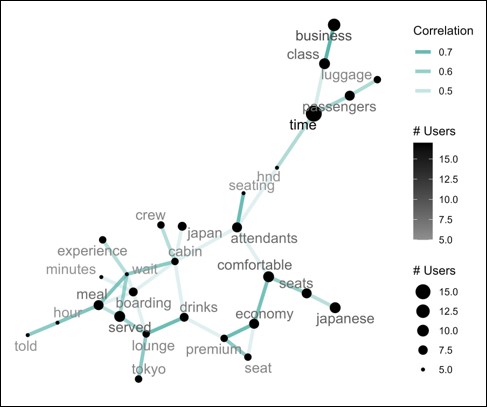 business
class
luggage
passengers
time
hnd
seating
crew
japan
attendants
experience
cabin
minutes
wait
comfortable
meal
boarding
seats
hour
served
drinks
economy
japanese
told
lounge
premium
tokyo
seat
Correlation
0.7
0.6
0.5
# Users
15.0
12.5
10.0
7.5
5.0
# Users
15.0
12.5
10.0
7.5
5.0